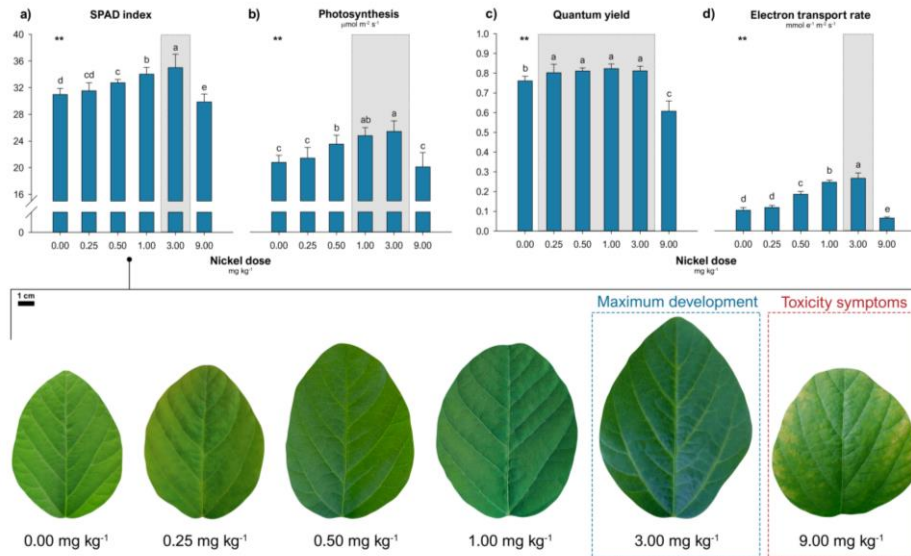 a) SPAD index
40
36
32
28
24
20
16
0
**
d
cd
c
b
a
e
0.00 0.25 0.50 1.00 3.00 9.00
b) Photosynthesis
μmol m⁻² s⁻¹
**
c
c
b
ab
a
c
0.00 0.25 0.50 1.00 3.00 9.00
Nickel dose
mg kg⁻¹
c) Quantum yield
1.0
0.9
0.8
0.7
0.6
0.5
0.4
0.3
0.2
0.1
0.0
**
b
a
a
a
a
c
0.00 0.25 0.50 1.00 3.00 9.00
d) Electron transport rate
mmol e⁻¹ m⁻² s⁻¹
**
d
d
c
b
a
e
0.00 0.25 0.50 1.00 3.00 9.00
Nickel dose
mg kg⁻¹
1 cm
Maximum development
Toxicity symptoms
0.00 mg kg⁻¹
0.25 mg kg⁻¹
0.50 mg kg⁻¹
1.00 mg kg⁻¹
3.00 mg kg⁻¹
9.00 mg kg⁻¹